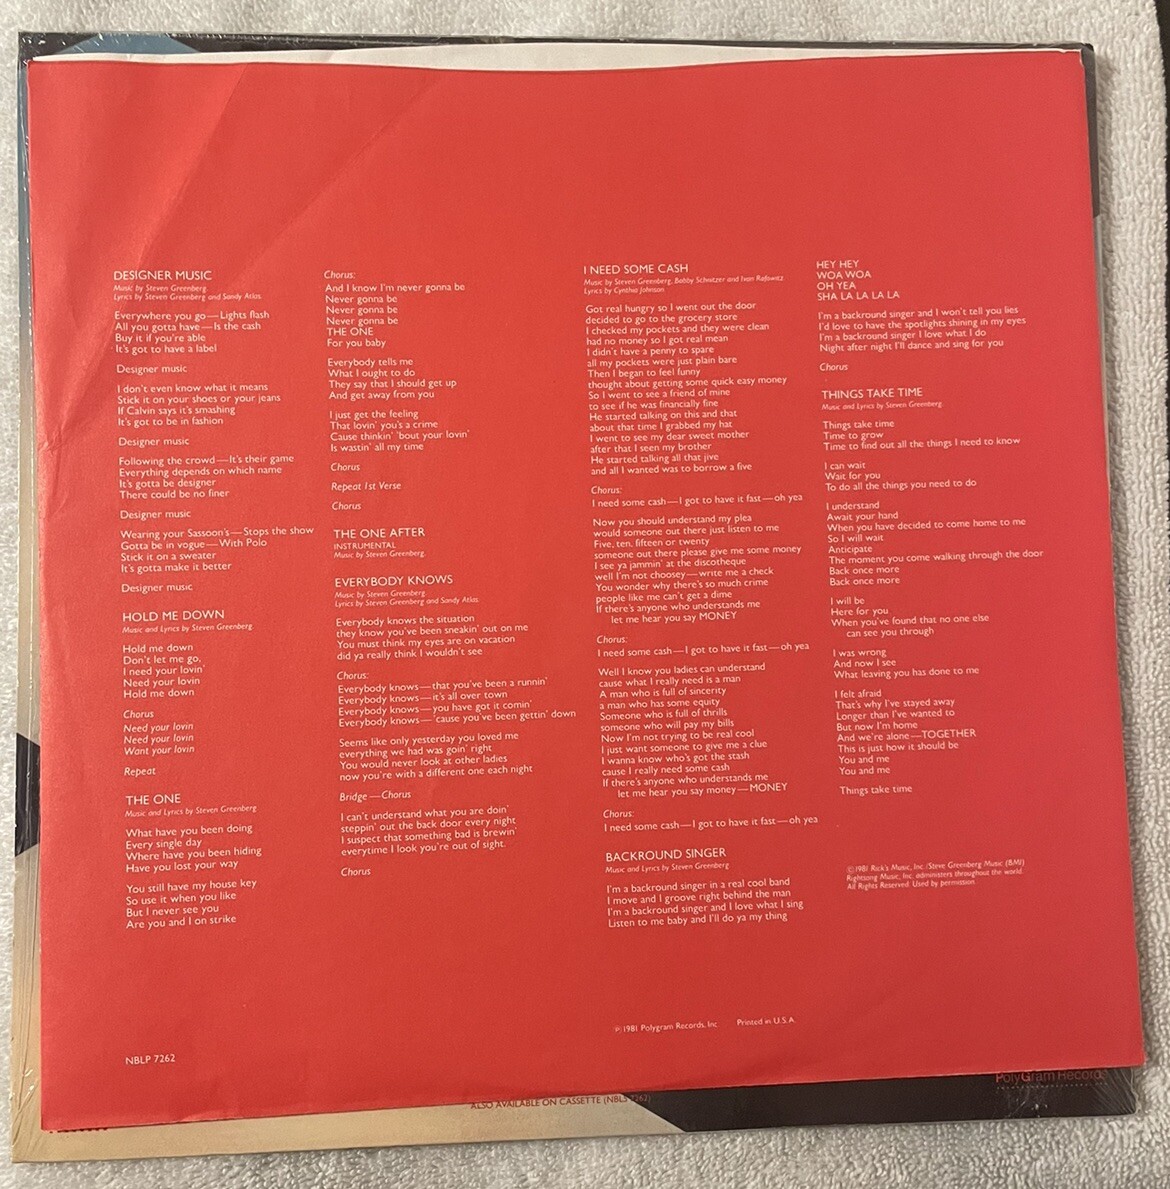 DESIGNER MUSIC
Music by Steven Greenberg
Lyrics by Steven Greenberg and Sandy Atlas
Everywhere you go—Lights flash
All you gotta have—Is the cash
Buy it if you're able
It's got to have a label
Designer music
I don't even know what it means
Stick it on your shoes or your jeans
If Calvin says it's smashing
It's got to be in fashion
Designer music
Following the crowd—It's their game
Everything depends on which name
It's gotta be designer
There could be no finer
Designer music
Wearing your Sassoon's—Stops the show
Gotta be in vogue—With Polo
Stick it on a sweater
It's gotta make it better
Designer music
HOLD ME DOWN
Music and Lyrics by Steven Greenberg
Hold me down
Don't let me go,
I need your lovin'
Need your lovin
Hold me down
Chorus
Need your lovin
Need your lovin
Want your lovin
Repeat
THE ONE
Music and Lyrics by Steven Greenberg
What have you been doing
Every single day
Where have you been hiding
Have you lost your way
You still have my house key
So use it when you like
But I never see you
Are you and I on strike
Chorus:
And I know I'm never gonna be
Never gonna be
Never gonna be
Never gonna be
THE ONE
For you baby
Everybody tells me
What I ought to do
They say that I should get up
And get away from you
I just get the feeling
That lovin' you's a crime
Cause thinkin' 'bout your lovin'
Is wastin' all my time
Chorus
Repeat 1st Verse
Chorus
THE ONE AFTER
INSTRUMENTAL
Music by Steven Greenberg.
EVERYBODY KNOWS
Music by Steven Greenberg
Lyrics by Steven Greenberg and Sandy Atlas
Everybody knows the situation
they know you've been sneakin' out on me
You must think my eyes are on vacation
did ya really think I wouldn't see
Chorus:
Everybody knows—that you've been a runnin'
Everybody knows—it's all over town
Everybody knows—you have got it comin'
Everybody knows—'cause you've been gettin' down
Seems like only yesterday you loved me
everything we had was goin' right
You would never look at other ladies
now you're with a different one each night
Bridge—Chorus
I can't understand what you are doin'
steppin' out the back door every night
I suspect that something bad is brewin'
everytime I look you're out of sight.
Chorus
I NEED SOME CASH
Music by Steven Greenberg, Bobby Schnitzer and Ivan Rafowitz
Lyrics by Cynthia Johnson
Got real hungry so I went out the door
decided to go to the grocery store
I checked my pockets and they were clean
had no money so I got real mean
I didn't have a penny to spare
all my pockets were just plain bare
Then I began to feel funny
thought about getting some quick easy money
So I went to see a friend of mine
to see if he was financially fine
He started talking on this and that
about that time I grabbed my hat
I went to see my dear sweet mother
after that I seen my brother
He started talking all that jive
and all I wanted was to borrow a five
Chorus:
I need some cash—I got to have it fast—oh yea
Now you should understand my plea
would someone out there just listen to me
Five, ten, fifteen or twenty
someone out there please give me some money
I see ya jammin' at the discotheque
well I'm not choosey—write me a check
You wonder why there's so much crime
people like me can't get a dime
If there's anyone who understands me
let me hear you say MONEY
Chorus:
I need some cash—I got to have it fast—oh yea
Well I know you ladies can understand
cause what I really need is a man
A man who is full of sincerity
a man who has some equity
Someone who is full of thrills
someone who will pay my bills
Now I'm not trying to be real cool
I just want someone to give me a clue
I wanna know who's got the stash
cause I really need some cash
If there's anyone who understands me
let me hear you say money—MONEY
Chorus:
I need some cash—I got to have it fast—oh yea
BACKROUND SINGER
Music and Lyrics by Steven Greenberg
I'm a backround singer in a real cool band
I move and I groove right behind the man
I'm a backround singer and I love what I sing
Listen to me baby and I'll do ya my thing
HEY HEY
WOA WOA
OH YEA
SHA LA LA LA LA
I'm a backround singer and I won't tell you lies
I'd love to have the spotlights shining in my eyes
I'm a backround singer I love what I do
Night after night I'll dance and sing for you
Chorus
THINGS TAKE TIME
Music and Lyrics by Steven Greenberg.
Things take time
Time to grow
Time to find out all the things I need to know
I can wait
Wait for you
To do all the things you need to do
I understand
Await your hand
When you have decided to come home to me
So I will wait
Anticipate
The moment you come walking through the door
Back once more
Back once more
I will be
Here for you
When you've found that no one else
can see you through
I was wrong
And now I see
What leaving you has done to me
I felt afraid
That's why I've stayed away
Longer than I've wanted to
But now I'm home
And we're alone—TOGETHER
This is just how it should be
You and me
You and me
Things take time
©1981 Rick's Music, Inc./Steve Greenberg Music (BMI)
Rightsong Music, Inc. administers throughout the world.
All Rights Reserved Used by permission.
℗ 1981 Polygram Records, Inc. Printed in U.S.A.
NBLP 7262
PolyGram Records
ALSO AVAILABLE ON CASSETTE (NBLS 7262)